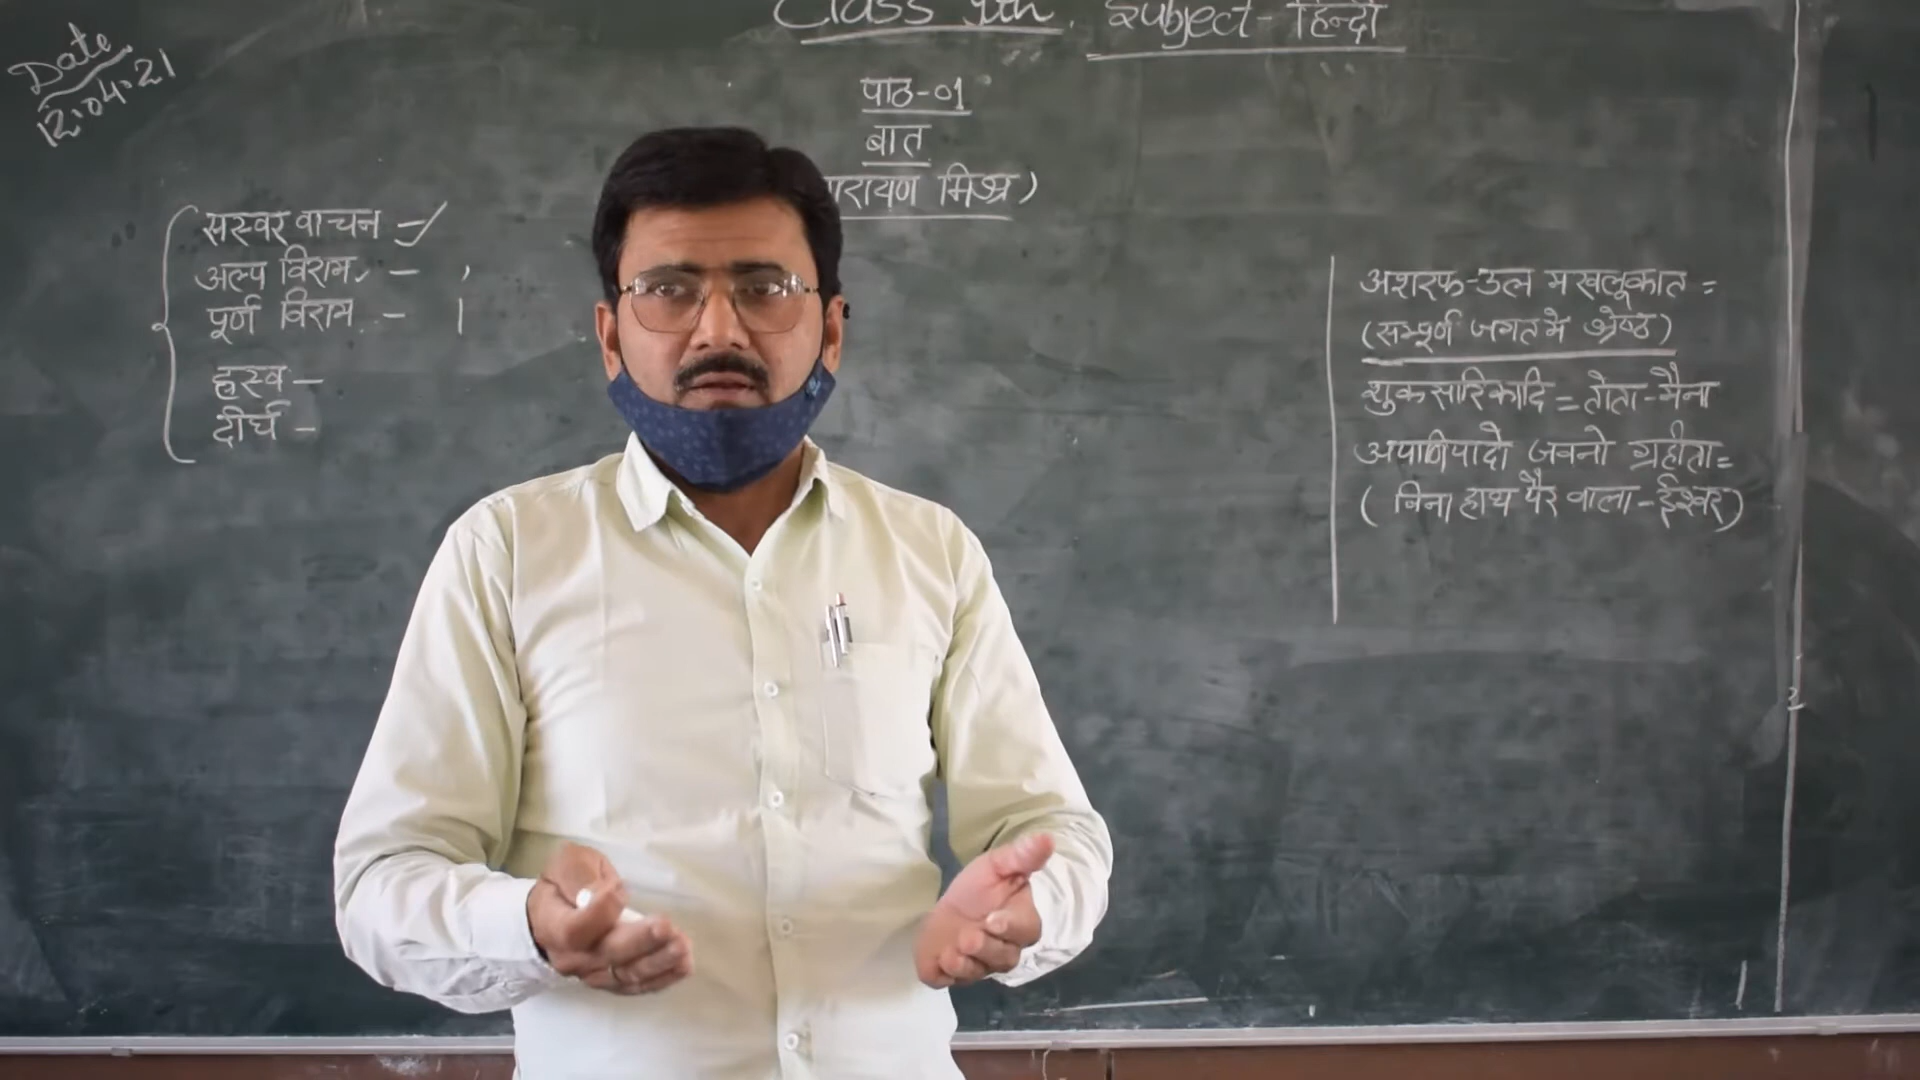 Date
12.04.21
Class 9th. Subject - हिन्दी
पाठ-०1
बात
नारायण मिश्र)
सस्वर वाचन -
अल्प विराम - ,
पूर्ण विराम - ।
ह्रस्व -
दीर्घ -
अशरफ-उल मखलूकात =
(सम्पूर्ण जगत में श्रेष्ठ)
शुकसारिकादि = तोता-मैना
अपाणिपादो जवनो ग्रहीता =
(बिना हाथ पैर वाला - ईश्वर)